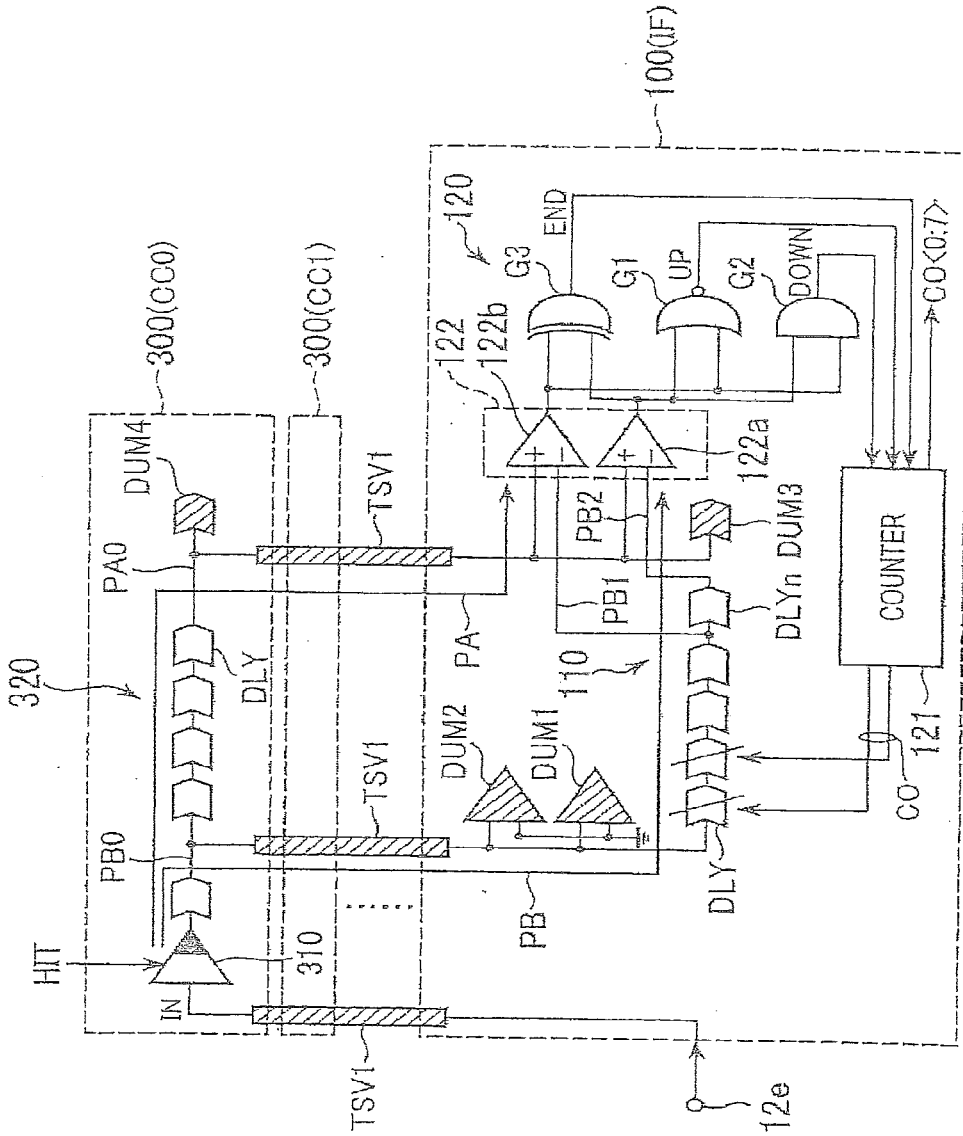 HIT
320
300(CC0)
PB0
PA0
DUM4
IN
310
DLY
300(CC1)
TSV1
TSV1
TSV1
PA
122
122b
120
100(IF)
G3
END
G1
UP
G2
DOWN
122a
PB
DUM2
DUM1
110
PB1
PB2
DLY
DLYn
DUM3
CO
COUNTER
121
CO<0:7>
12e